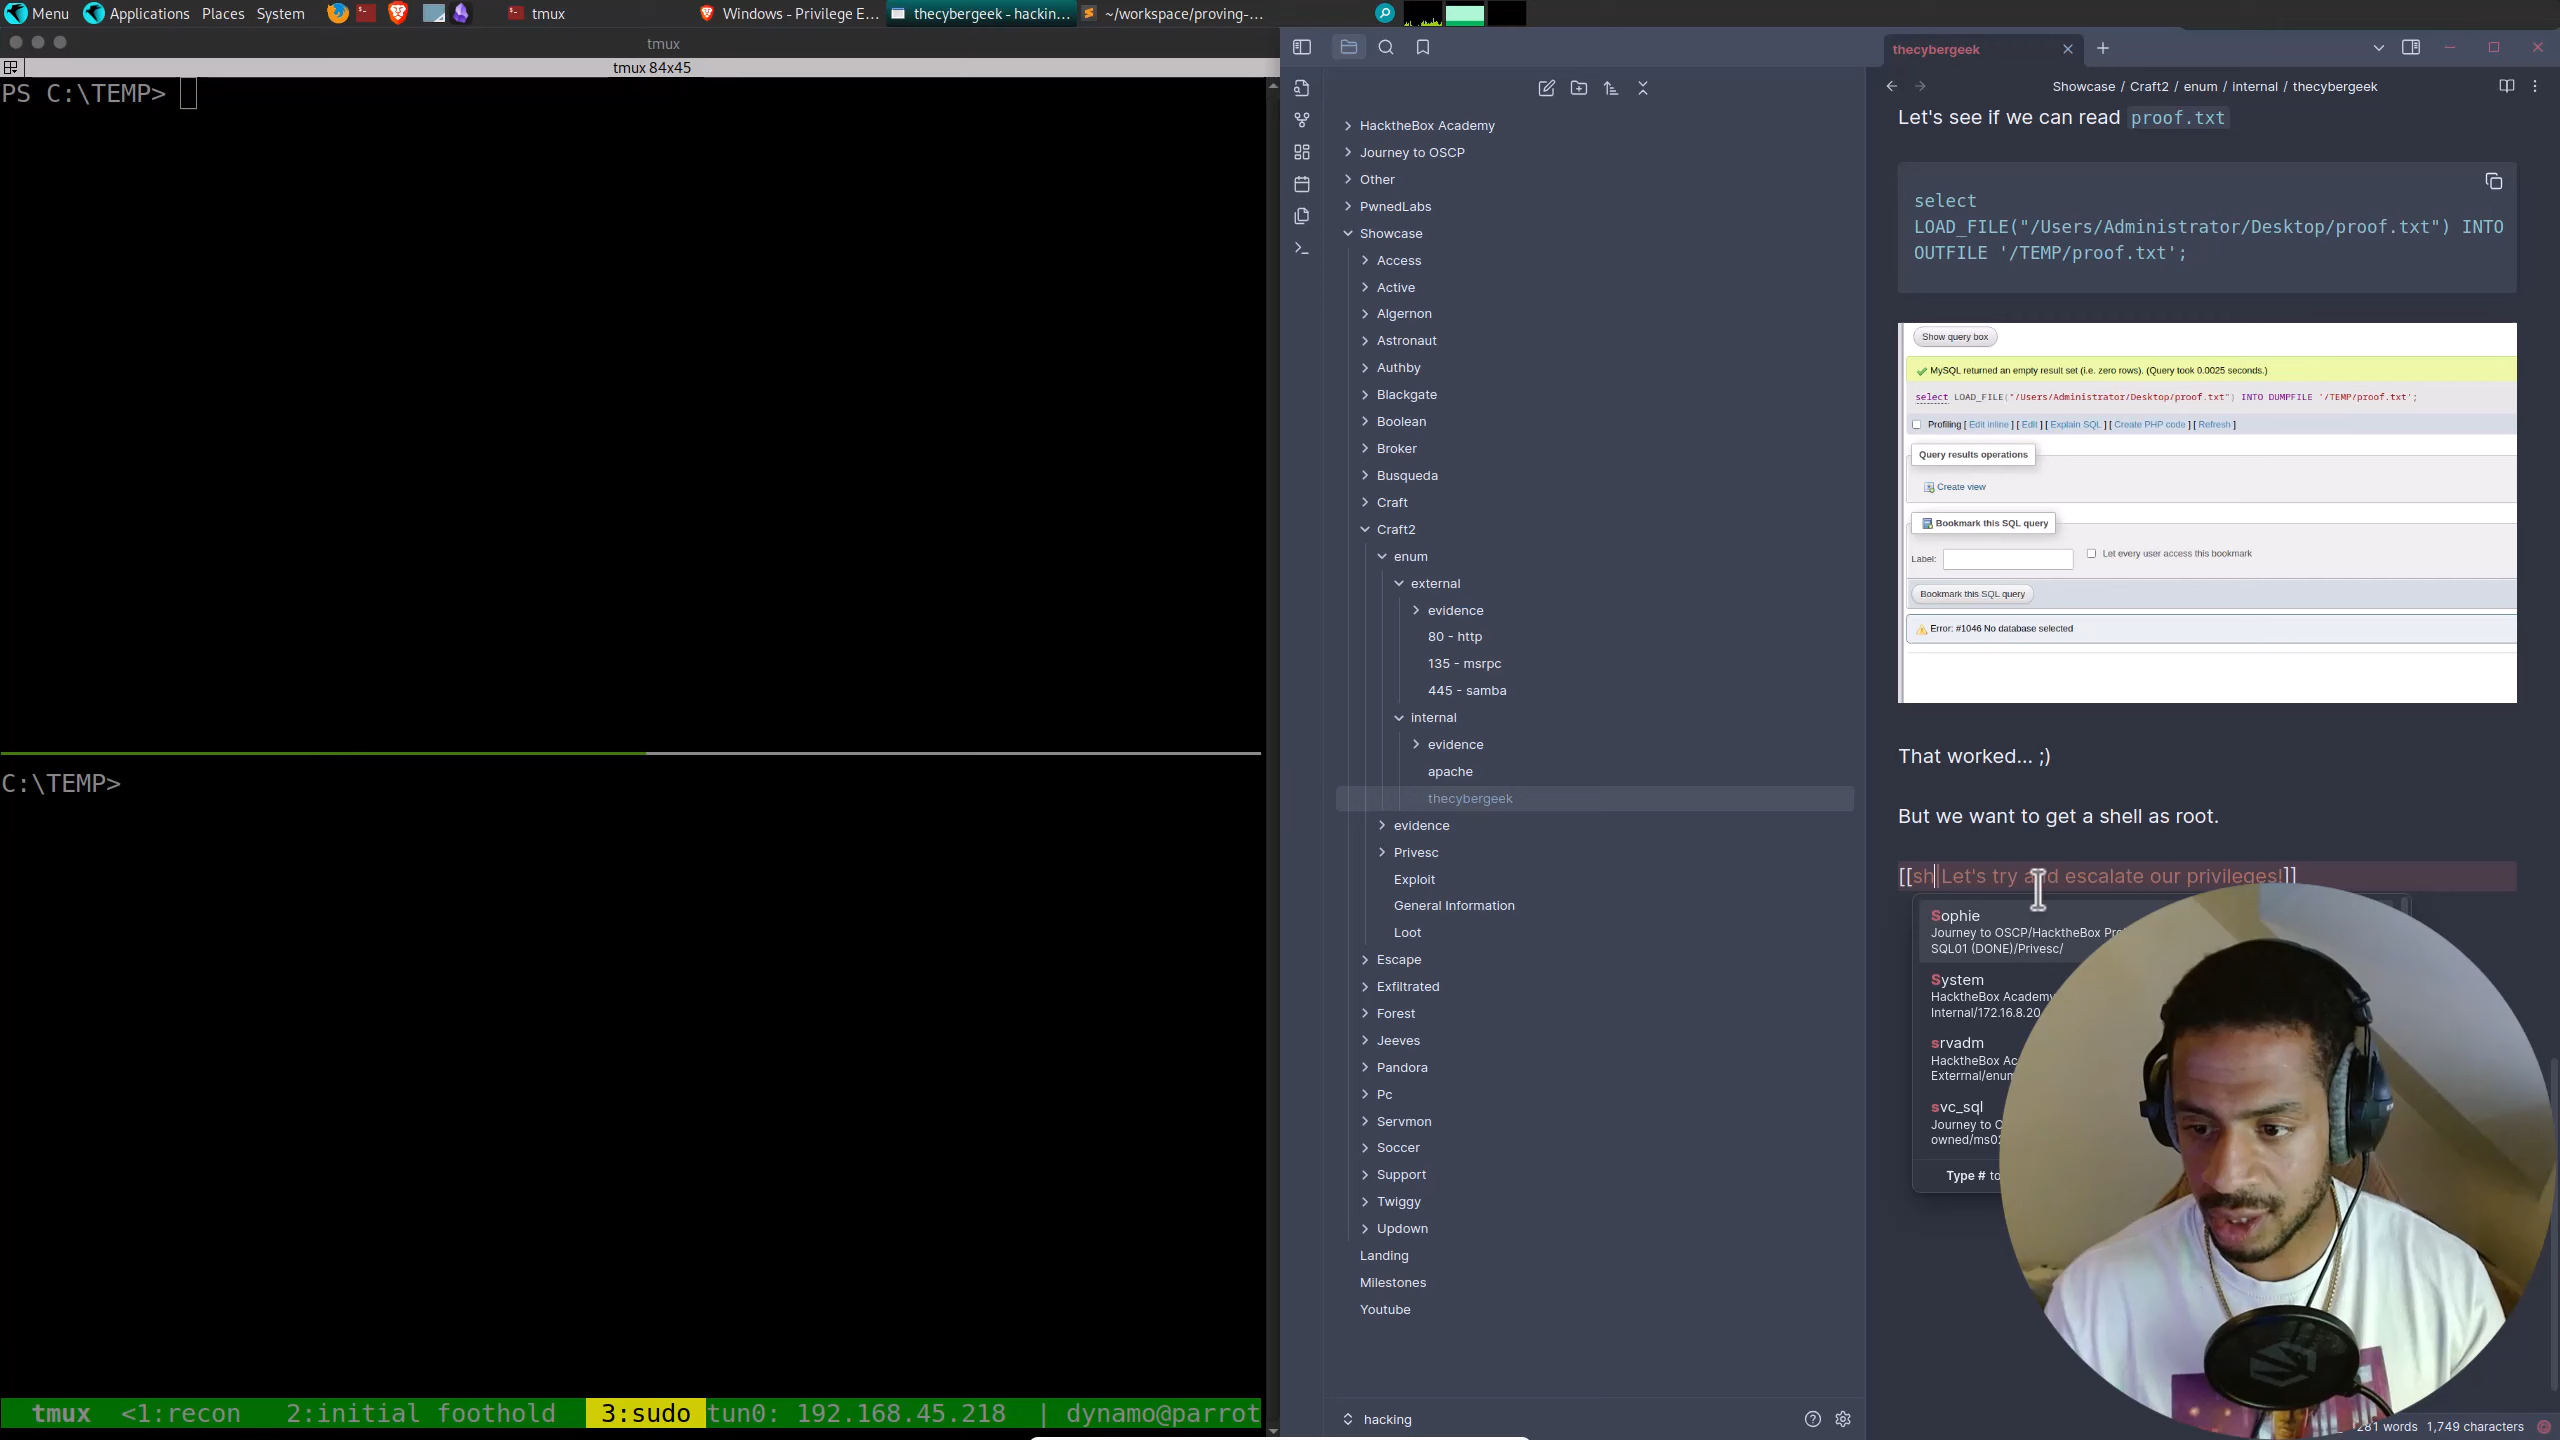 Menu Applications Places System tmux Windows - Privilege E... thecybergeek - hackin... ~/workspace/proving-...
tmux
tmux 84x45
PS C:\TEMP>
C:\TEMP>
tmux <1:recon 2:initial foothold 3:sudo tun0: 192.168.45.218 | dynamo@parrot
HacktheBox Academy
Journey to OSCP
Other
PwnedLabs
Showcase
Access
Active
Algernon
Astronaut
Authby
Blackgate
Boolean
Broker
Busqueda
Craft
Craft2
enum
external
evidence
80 - http
135 - msrpc
445 - samba
internal
evidence
apache
thecybergeek
evidence
Privesc
Exploit
General Information
Loot
Escape
Exfiltrated
Forest
Jeeves
Pandora
Pc
Servmon
Soccer
Support
Twiggy
Updown
Landing
Milestones
Youtube
hacking
thecybergeek
Showcase / Craft2 / enum / internal / thecybergeek
Let's see if we can read proof.txt
select
LOAD_FILE("/Users/Administrator/Desktop/proof.txt") INTO
OUTFILE '/TEMP/proof.txt';
Show query box
MySQL returned an empty result set (i.e. zero rows). (Query took 0.0025 seconds.)
select LOAD_FILE("/Users/Administrator/Desktop/proof.txt") INTO DUMPFILE '/TEMP/proof.txt';
Profiling [ Edit inline ] [ Edit ] [ Explain SQL ] [ Create PHP code ] [ Refresh ]
Query results operations
Create view
Bookmark this SQL query
Label: Let every user access this bookmark
Bookmark this SQL query
Error: #1046 No database selected
That worked... ;)
But we want to get a shell as root.
[[sh| Let's try and escalate our privileges!]]
Sophie
Journey to OSCP/HacktheBox Pro
SQL01 (DONE)/Privesc/
System
HacktheBox Academy
Internal/172.16.8.20
srvadm
HacktheBox Ac
Exterrnal/enum
svc_sql
Journey to O
owned/ms02
Type # to
281 words 1,749 characters